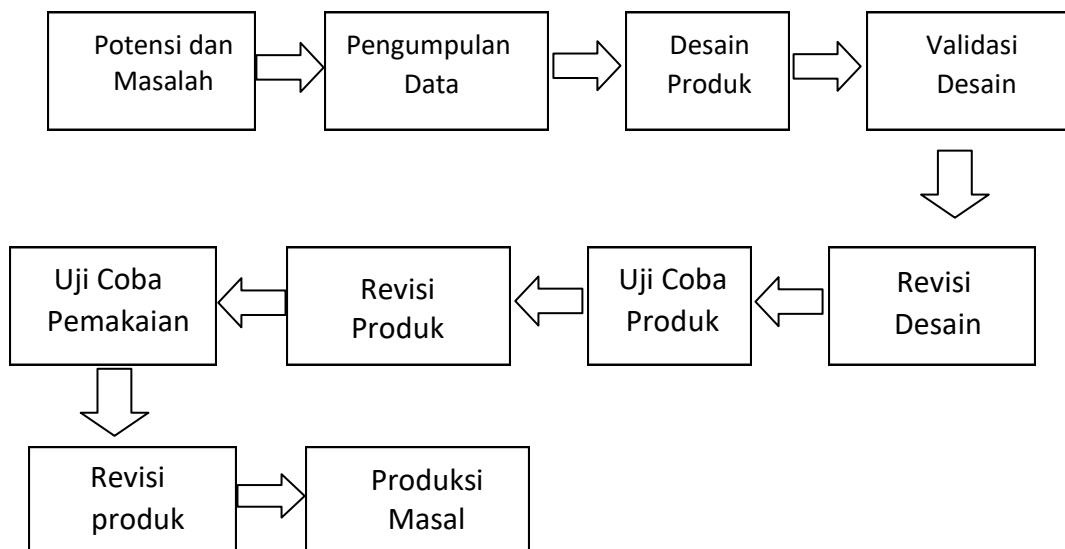 Potensi dan
Masalah
Pengumpulan
Data
Desain
Produk
Validasi
Desain
Revisi
Desain
Uji Coba
Produk
Revisi
Produk
Uji Coba
Pemakaian
Revisi
produk
Produksi
Masal